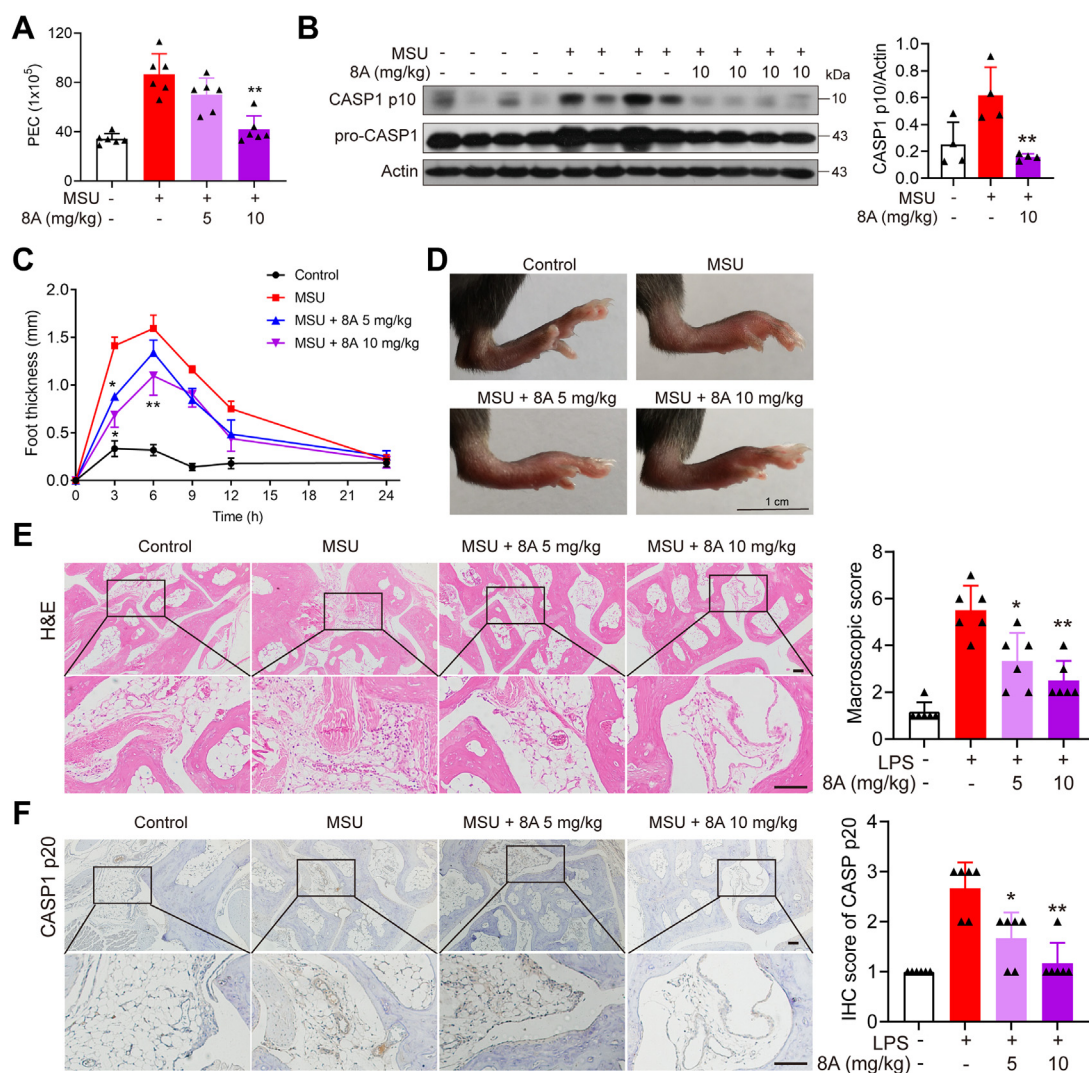 A
PEC (1x10⁵)
120
80
40
0
**
MSU - + + +
8A (mg/kg) - - 5 10
B
MSU - - - - + + + + + + + +
8A (mg/kg) - - - - - - - - 10 10 10 10 kDa
CASP1 p10 10
pro-CASP1 43
Actin 43
CASP1 p10/Actin
1.0
0.8
0.6
0.4
0.2
0.0
**
MSU - + +
8A (mg/kg) - - 10
C
Control
MSU
MSU + 8A 5 mg/kg
MSU + 8A 10 mg/kg
Foot thickness (mm)
2.0
1.5
1.0
0.5
0.0
*
**
*
0 3 6 9 12 15 18 21 24
Time (h)
D
Control MSU
MSU + 8A 5 mg/kg MSU + 8A 10 mg/kg
1 cm
E
Control MSU MSU + 8A 5 mg/kg MSU + 8A 10 mg/kg
H&E
Macroscopic score
8
6
4
2
0
*
**
LPS - + + +
8A (mg/kg) - - 5 10
F
Control MSU MSU + 8A 5 mg/kg MSU + 8A 10 mg/kg
CASP1 p20
IHC score of CASP p20
4
3
2
1
0
*
**
LPS - + + +
8A (mg/kg) - - 5 10